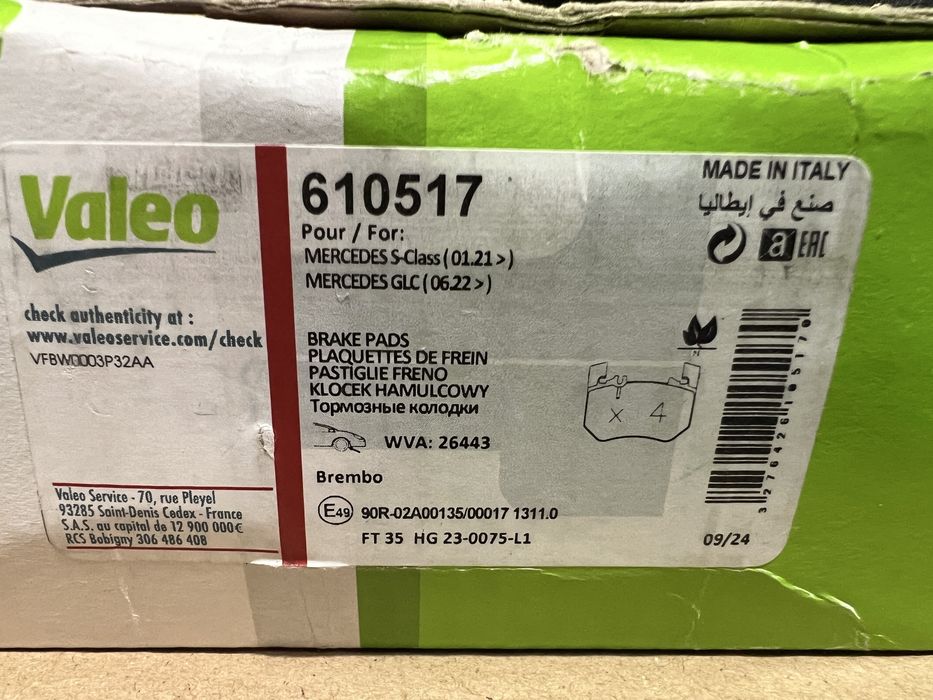 Valeo
check authenticity at :
www.valeoservice.com/check
VFBW0003P32AA
Valeo Service - 70, rue Pleyel
93285 Saint-Denis Cedex - France
S.A.S. au capital de 12 900 000€
RCS Bobigny 306 486 408
610517
Pour / For:
MERCEDES S-Class ( 01.21 > )
MERCEDES GLC ( 06.22 > )
BRAKE PADS
PLAQUETTES DE FREIN
PASTIGLIE FRENO
KLOCEK HAMULCOWY
Тормозные колодки
WVA: 26443
Brembo
E49 90R-02A00135/00017 1311.0
FT 35 HG 23-0075-L1
MADE IN ITALY
صنع في إيطاليا
a EAC
x 4
3 276426 105170
09/24